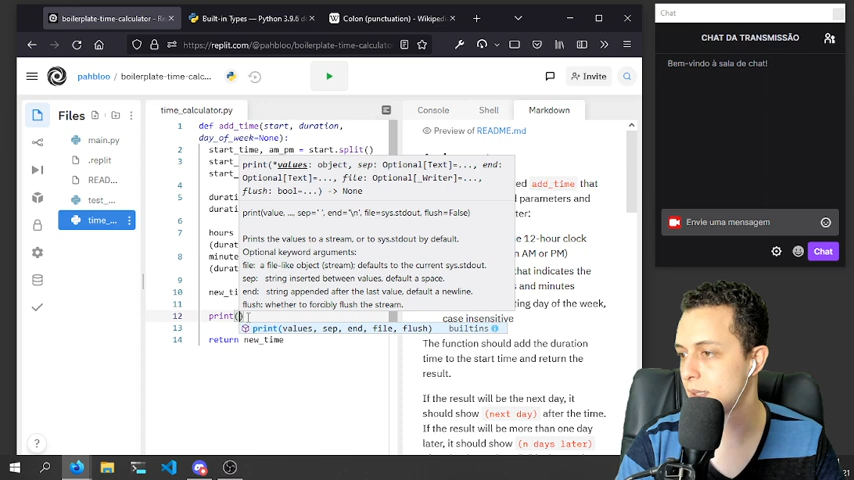 boilerplate-time-calculator - Re
Built-in Types — Python 3.9.6 d
Colon (punctuation) - Wikiped
https://replit.com/@pahbloo/boilerplate-time-calculato
pahbloo / boilerplate-time-calc...
Invite
Files
main.py
.replit
READ...
test_...
time_...
time_calculator.py
1 def add_time(start, duration,
day_of_week=None):
2 start_time, am_pm = start.split()
3 start_
start_
4
5 durat
durat
6
7 hours
(durat
8 minute
(durat
9
10 new_ti
11
12 print()
13
14 return new_time
print(*values: object, sep: Optional[Text]=..., end:
Optional[Text]=..., file: Optional[_Writer]=...,
flush: bool=...) -> None
print(value, ..., sep=' ', end='\n', file=sys.stdout, flush=False)
Prints the values to a stream, or to sys.stdout by default.
Optional keyword arguments:
file: a file-like object (stream); defaults to the current sys.stdout.
sep: string inserted between values, default a space.
end: string appended after the last value, default a newline.
flush: whether to forcibly flush the stream.
print(values, sep, end, file, flush) builtins
Console
Shell
Markdown
Preview of README.md
ed add_time that
d parameters and
ter:
e 12-hour clock
AM or PM)
that indicates the
s and minutes
ting day of the week,
case insensitive
The function should add the duration
time to the start time and return the
result.
If the result will be the next day, it
should show (next day) after the time.
If the result will be more than one day
later, it should show (n days later)
Chat
CHAT DA TRANSMISSÃO
Bem-vindo à sala de chat!
Envie uma mensagem
Chat
21